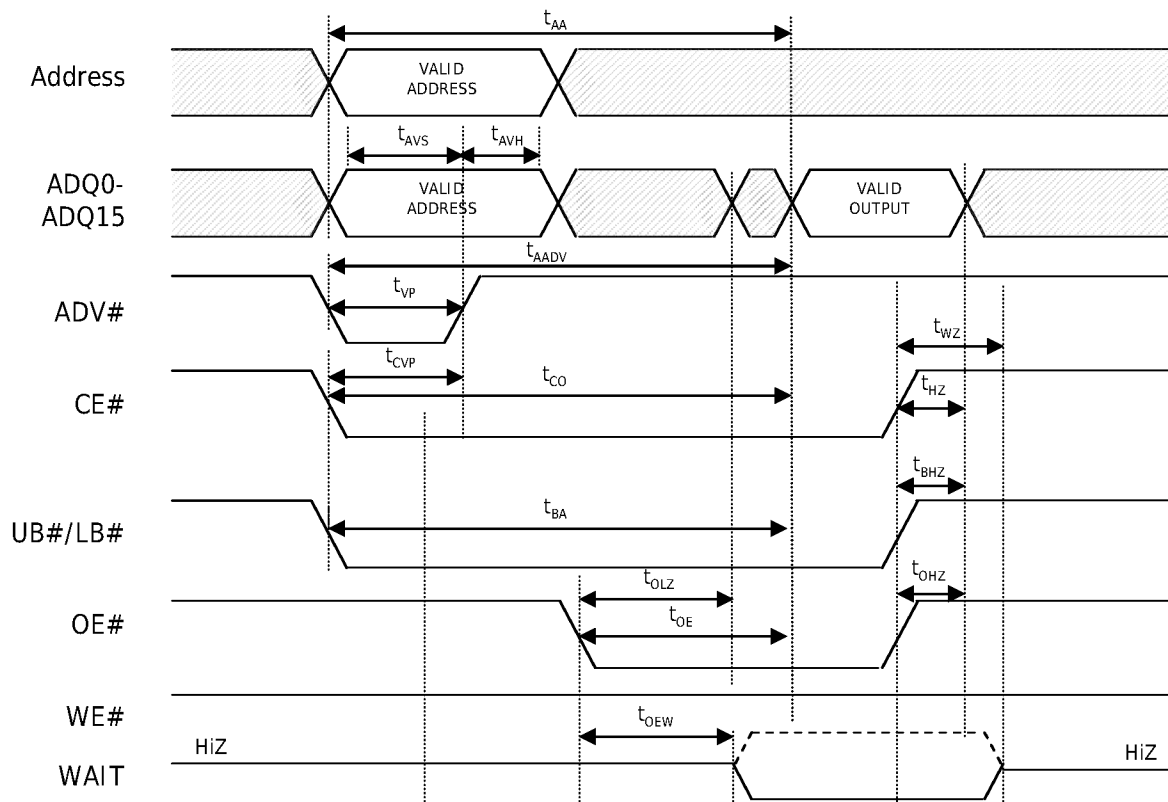 tAA
Address
VALID
ADDRESS
tAVS
tAVH
ADQ0-
ADQ15
VALID
ADDRESS
VALID
OUTPUT
tAADV
ADV#
tVP
tWZ
tCVP
tCO
CE#
tHZ
tBHZ
UB#/LB#
tBA
tOLZ
tOHZ
OE#
tOE
WE#
tOEW
HiZ
HiZ
WAIT